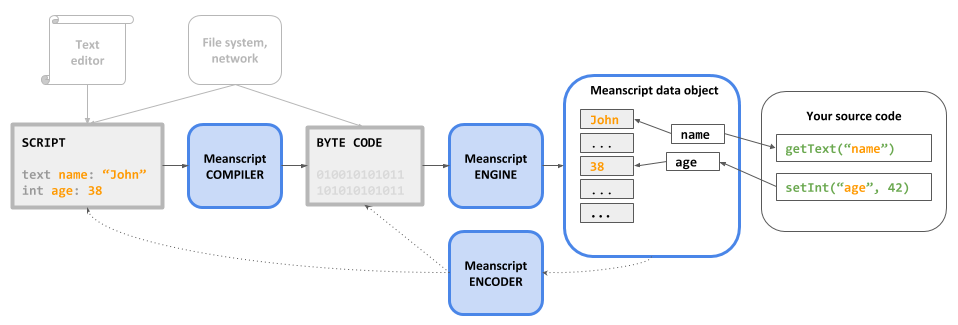 Text
editor
File system,
network
SCRIPT
text name: “John”
int age: 38
Meanscript
COMPILER
BYTE CODE
010010101011
101010101011
Meanscript
ENGINE
Meanscript
ENCODER
Meanscript data object
John
...
38
...
...
name
age
Your source code
getText(“name”)
setInt(“age”, 42)